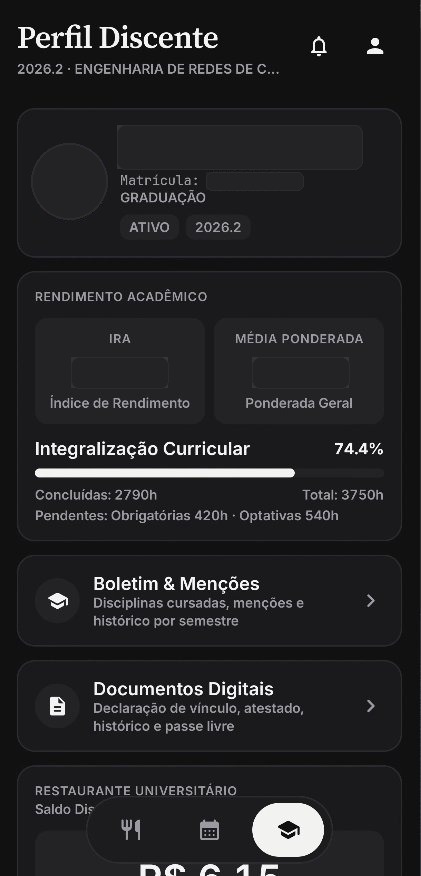 Perfil Discente
2026.2 · ENGENHARIA DE REDES DE C...
Matrícula:
GRADUAÇÃO
ATIVO 2026.2
RENDIMENTO ACADÊMICO
IRA MÉDIA PONDERADA
Índice de Rendimento Ponderada Geral
Integralização Curricular 74.4%
Concluídas: 2790h Total: 3750h
Pendentes: Obrigatórias 420h · Optativas 540h
Boletim & Menções
Disciplinas cursadas, menções e
histórico por semestre
Documentos Digitais
Declaração de vínculo, atestado,
histórico e passe livre
RESTAURANTE UNIVERSITÁRIO
Saldo